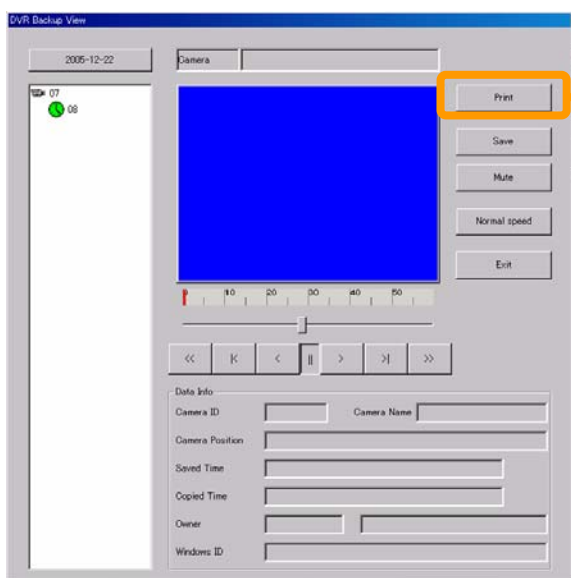 DVR Backup View
2005-12-22
Camera
07
08
Print
Save
Mute
Normal speed
Exit
0 10 20 30 40 50
<< K < || > >| >>
Data Info
Camera ID
Camera Name
Camera Position
Saved Time
Copied Time
Owner
Windows ID